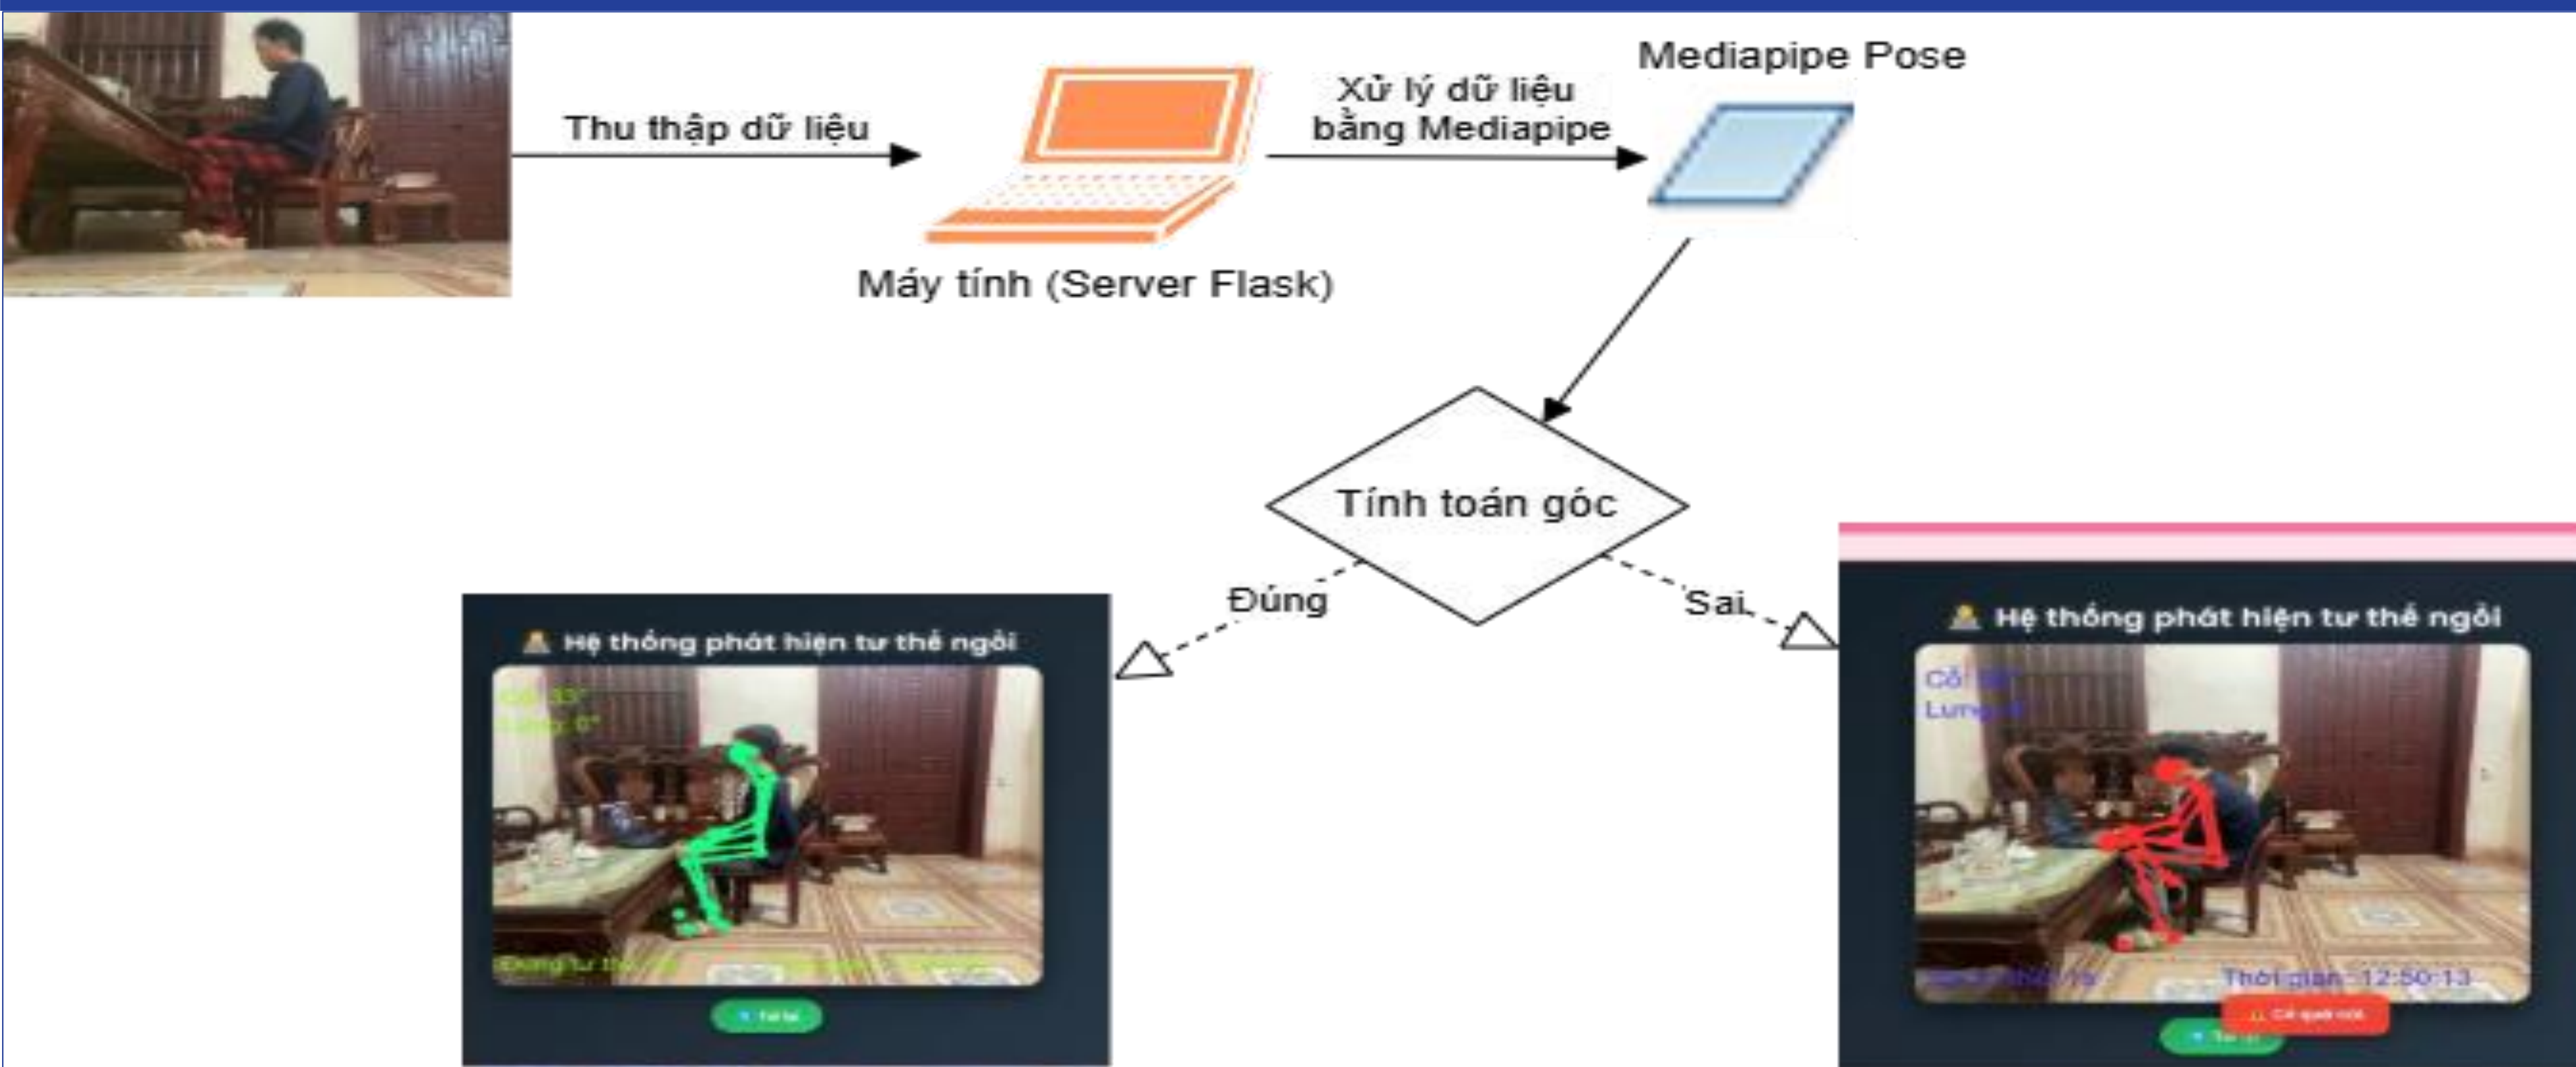 Mediapipe Pose
Xử lý dữ liệu
bằng Mediapipe
Thu thập dữ liệu
Máy tính (Server Flask)
Tính toán góc
Đúng
Sai
Hệ thống phát hiện tư thế ngồi
Hệ thống phát hiện tư thế ngồi
Cổ:
Lưng:
Thời gian: 12:50:13